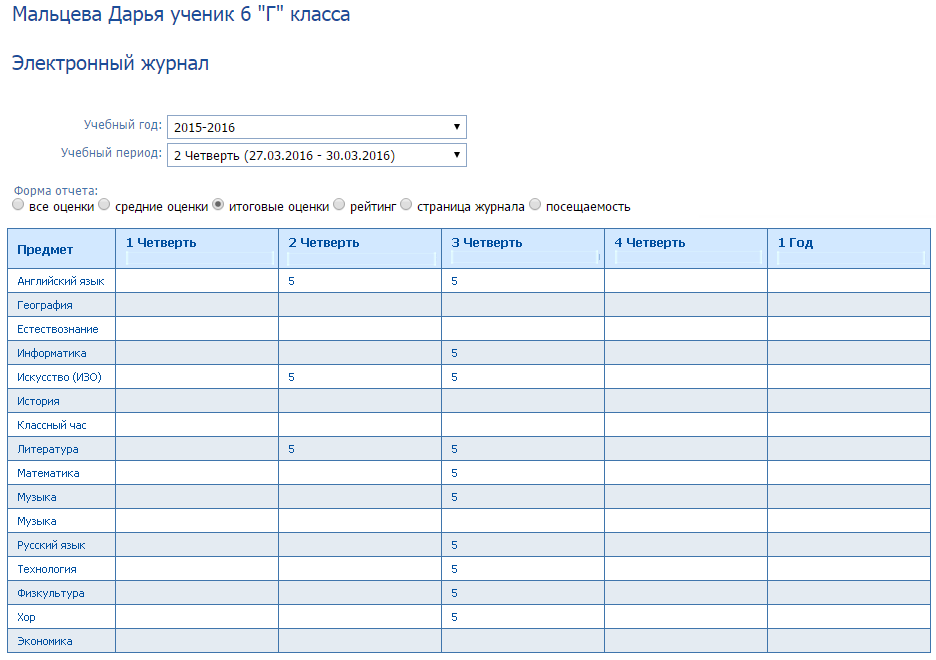 Мальцева Дарья ученик 6 "Г" класса
Электронный журнал
Учебный год: 2015-2016
Учебный период: 2 Четверть (27.03.2016 - 30.03.2016)
Форма отчета:
все оценки средние оценки итоговые оценки рейтинг страница журнала посещаемость
Предмет 1 Четверть 2 Четверть 3 Четверть 4 Четверть 1 Год
Английский язык 5 5
География
Естествознание
Информатика 5
Искусство (ИЗО) 5 5
История
Классный час
Литература 5 5
Математика 5
Музыка 5
Музыка
Русский язык 5
Технология 5
Физкультура 5
Хор 5
Экономика